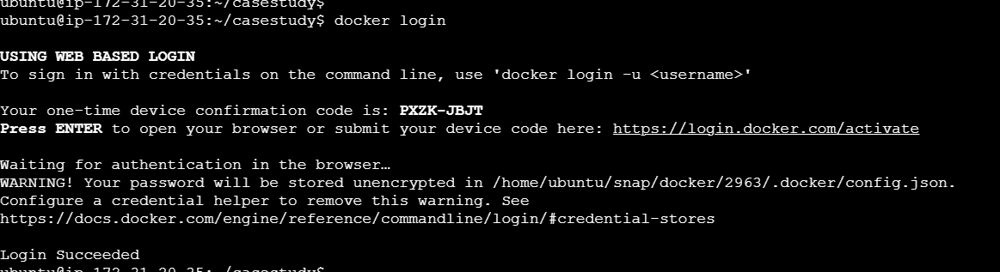 ubuntu@ip-172-31-20-35:~/casestudy$
ubuntu@ip-172-31-20-35:~/casestudy$ docker login
USING WEB BASED LOGIN
To sign in with credentials on the command line, use 'docker login -u <username>'
Your one-time device confirmation code is: PXZK-JBJT
Press ENTER to open your browser or submit your device code here: https://login.docker.com/activate
Waiting for authentication in the browser…
WARNING! Your password will be stored unencrypted in /home/ubuntu/snap/docker/2963/.docker/config.json.
Configure a credential helper to remove this warning. See
https://docs.docker.com/engine/reference/commandline/login/#credential-stores
Login Succeeded
ubuntu@ip-172-31-20-35:~/casestudy$